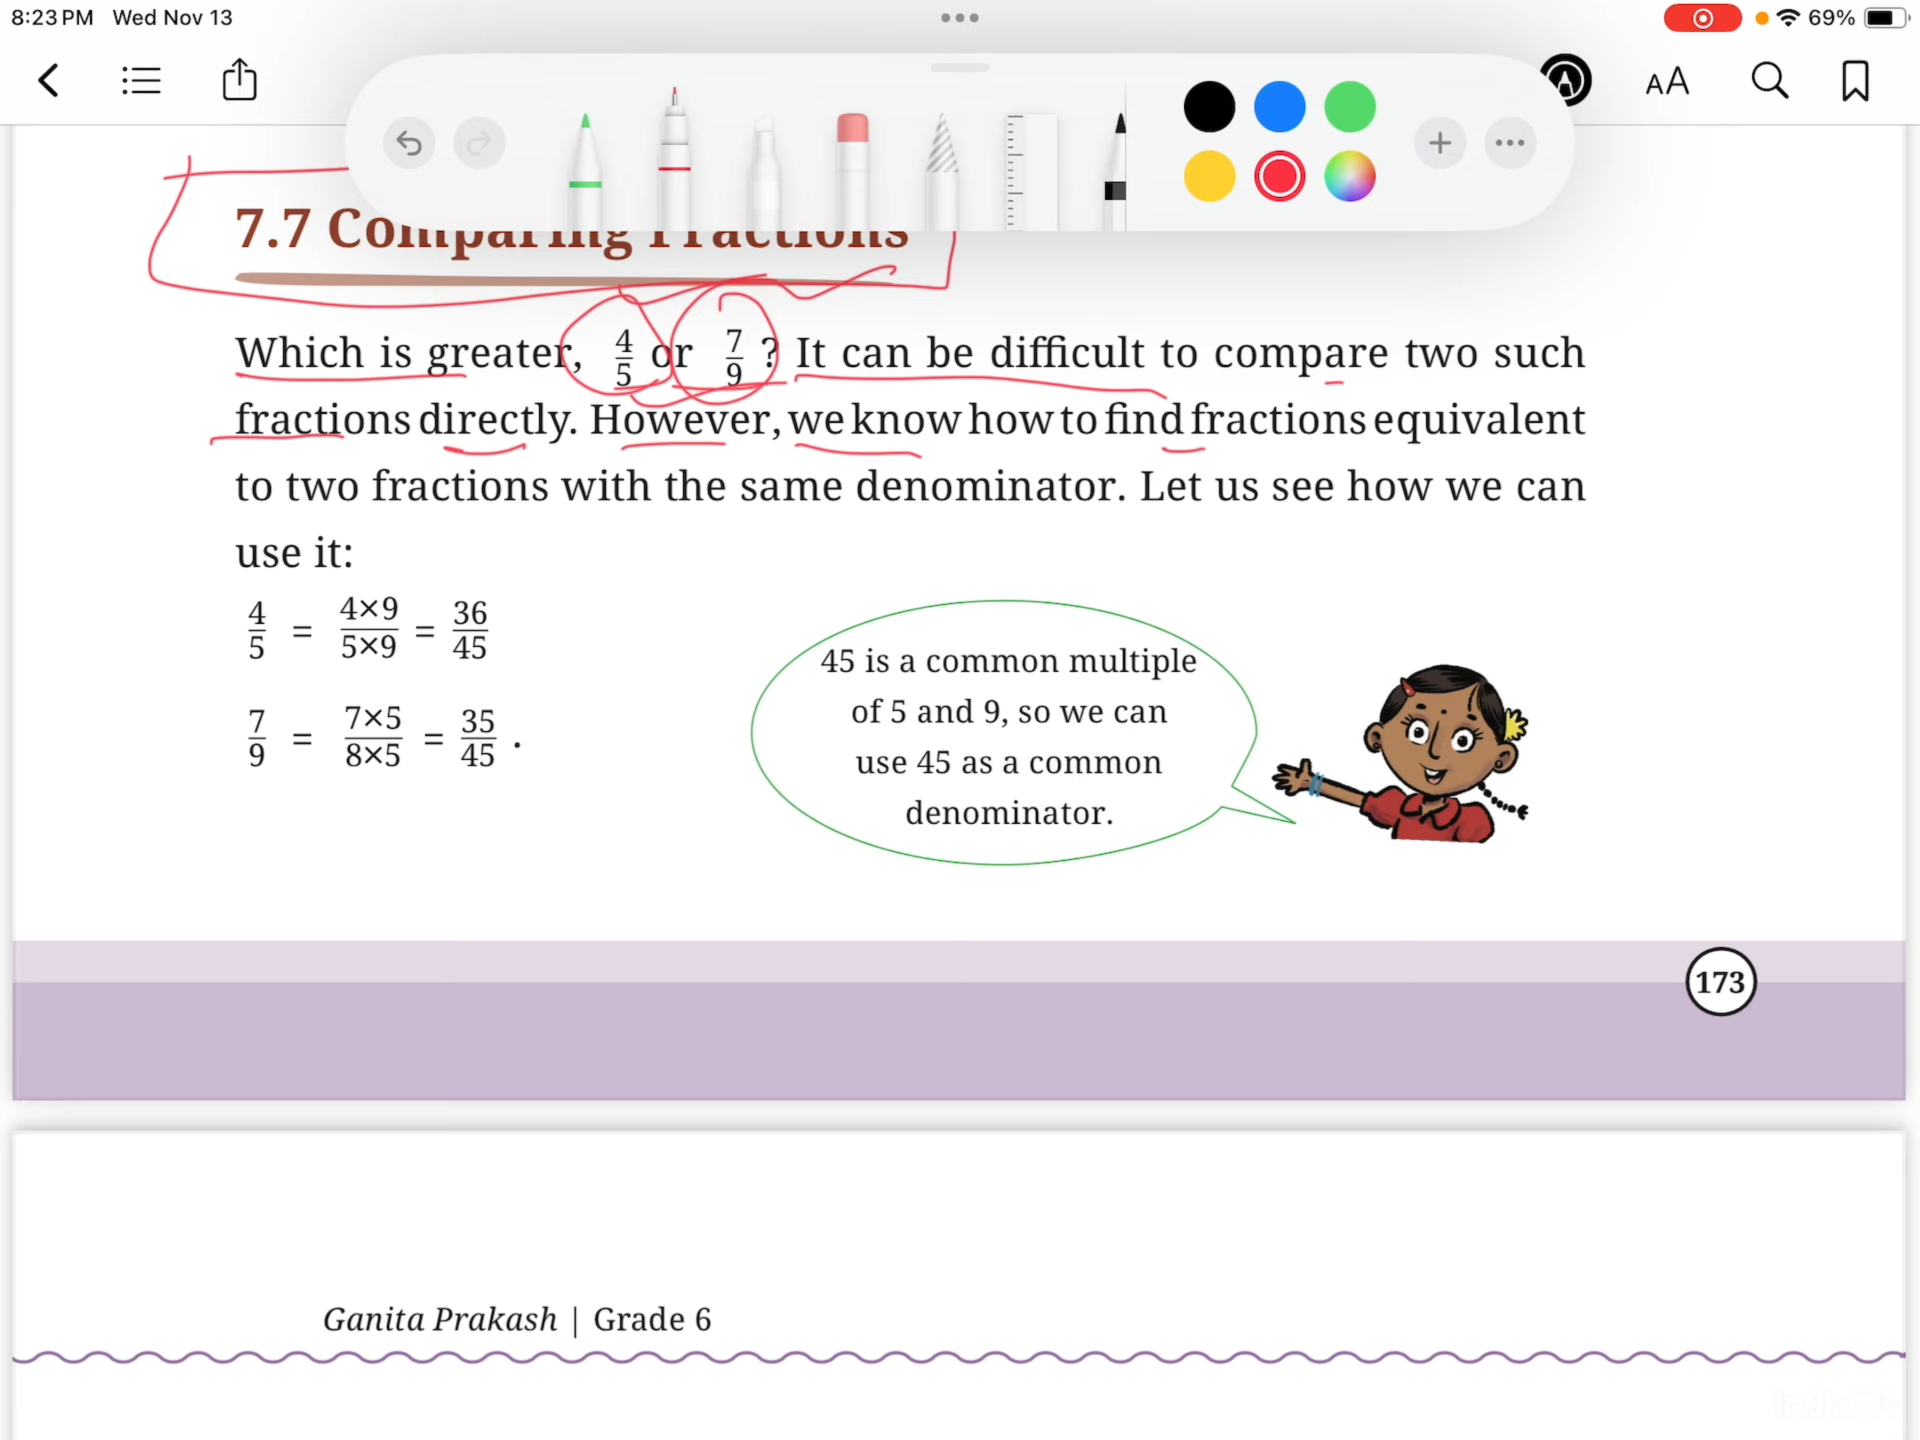 8:23 PM Wed Nov 13
69%
AA
7.7 Comparing Fractions
Which is greater, 4/5 or 7/9 ? It can be difficult to compare two such
fractions directly. However, we know how to find fractions equivalent
to two fractions with the same denominator. Let us see how we can
use it:
4/5 = 4×9/5×9 = 36/45
7/9 = 7×5/8×5 = 35/45 .
45 is a common multiple
of 5 and 9, so we can
use 45 as a common
denominator.
173
Ganita Prakash | Grade 6